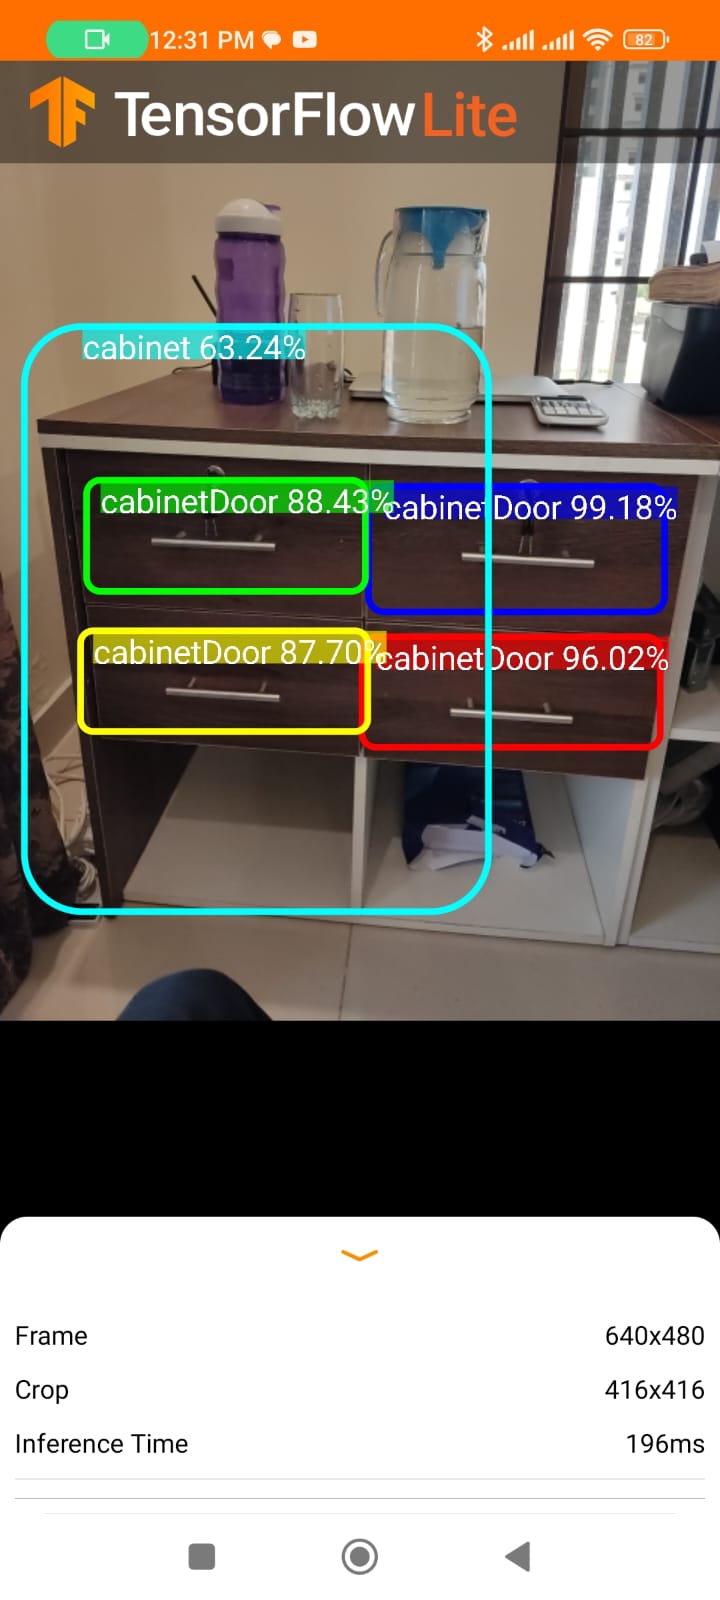 12:31 PM
82
TensorFlow Lite
cabinet 63.24%
cabinetDoor 88.43%
cabinetDoor 99.18%
cabinetDoor 87.70%
cabinetDoor 96.02%
Frame 640x480
Crop 416x416
Inference Time 196ms